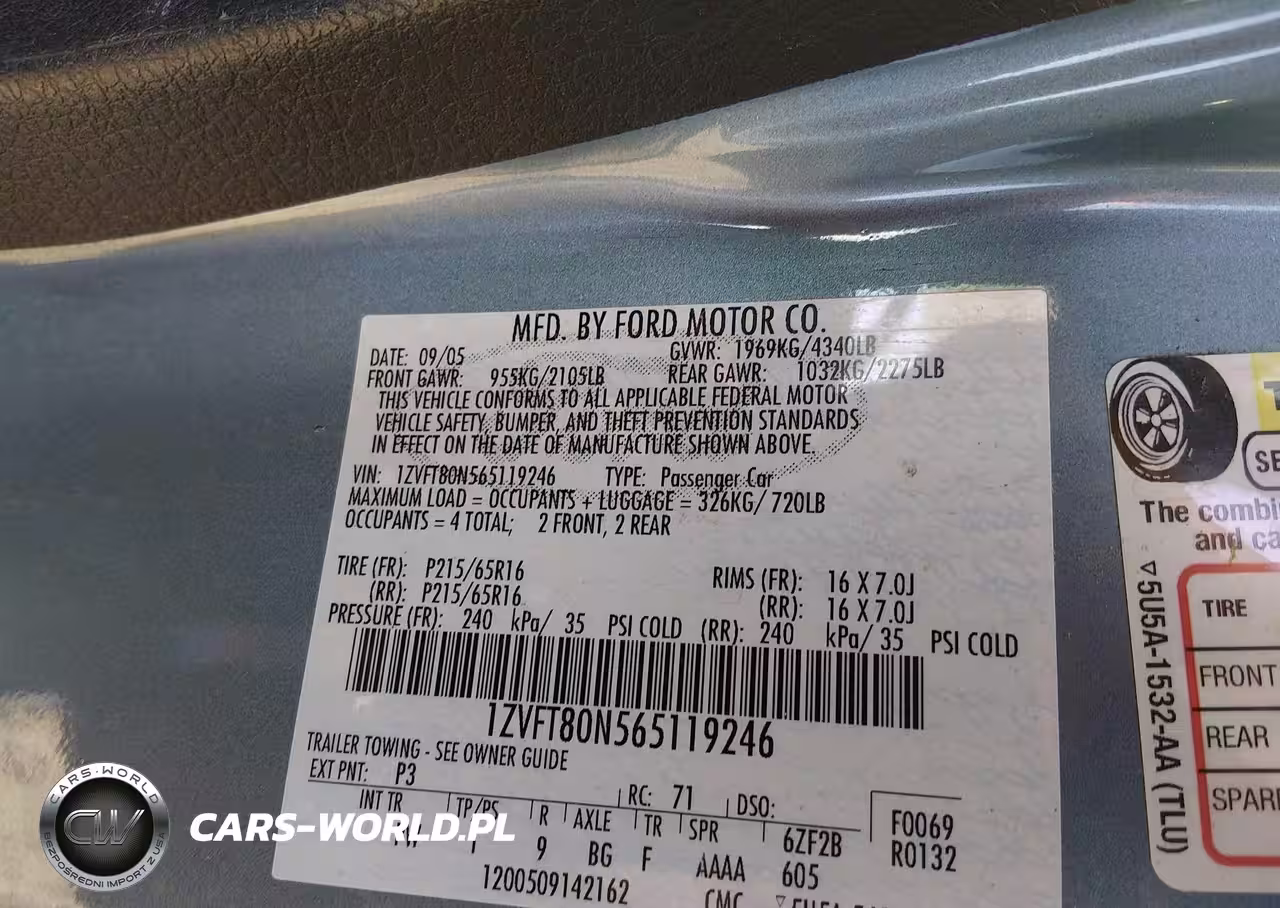 MFD. BY FORD MOTOR CO.
DATE: 09/05 GVWR: 1969KG/4340LB
FRONT GAWR: 955KG/2105LB REAR GAWR: 1032KG/2275LB
THIS VEHICLE CONFORMS TO ALL APPLICABLE FEDERAL MOTOR
VEHICLE SAFETY, BUMPER, AND THEFT PREVENTION STANDARDS
IN EFFECT ON THE DATE OF MANUFACTURE SHOWN ABOVE.
VIN: 1ZVFT80N565119246 TYPE: Passenger Car
MAXIMUM LOAD = OCCUPANTS + LUGGAGE = 326KG/ 720LB
OCCUPANTS = 4 TOTAL; 2 FRONT, 2 REAR
TIRE (FR): P215/65R16 RIMS (FR): 16 X 7.0J
(RR): P215/65R16 (RR): 16 X 7.0J
PRESSURE (FR): 240 kPa/ 35 PSI COLD (RR): 240 kPa/ 35 PSI COLD
1ZVFT80N565119246
TRAILER TOWING - SEE OWNER GUIDE
EXT PNT: P3 RC: 71 DSO:
INT TR TP/PS R AXLE TR SPR 6ZF2B F0069
9 BG F AAAA 605 R0132
1200509142162
The
and
5U5A-1532-AA (TLU)
TIRE
FRONT
REAR
CARS-WORLD
CW
BEZPOŚREDNI IMPORT Z USA
CARS-WORLD.PL